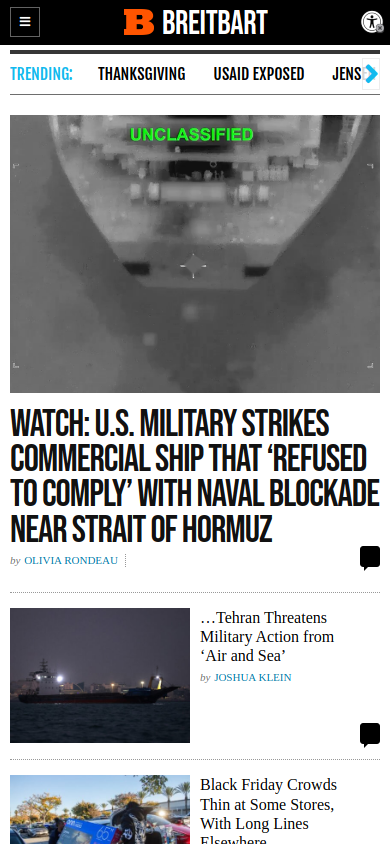 B BREITBART
TRENDING: THANKSGIVING USAID EXPOSED JENS
UNCLASSIFIED
WATCH: U.S. MILITARY STRIKES
COMMERCIAL SHIP THAT ‘REFUSED
TO COMPLY’ WITH NAVAL BLOCKADE
NEAR STRAIT OF HORMUZ
by OLIVIA RONDEAU
…Tehran Threatens
Military Action from
‘Air and Sea’
by JOSHUA KLEIN
Black Friday Crowds
Thin at Some Stores,
With Long Lines
Elsewhere
65"